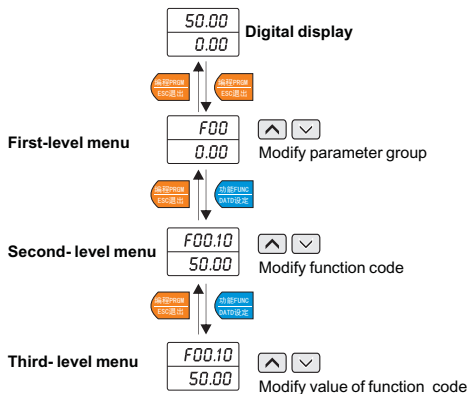 50.00
Digital display
0.00
编程PRGM
ESC退出
编程PRGM
ESC退出
F00
First-level menu
0.00
Modify parameter group
编程PRGM
ESC退出
功能FUNC
DATD设定
F00.10
Second- level menu
50.00
Modify function code
编程PRGM
ESC退出
功能FUNC
DATD设定
F00.10
Third- level menu
50.00
Modify value of function code